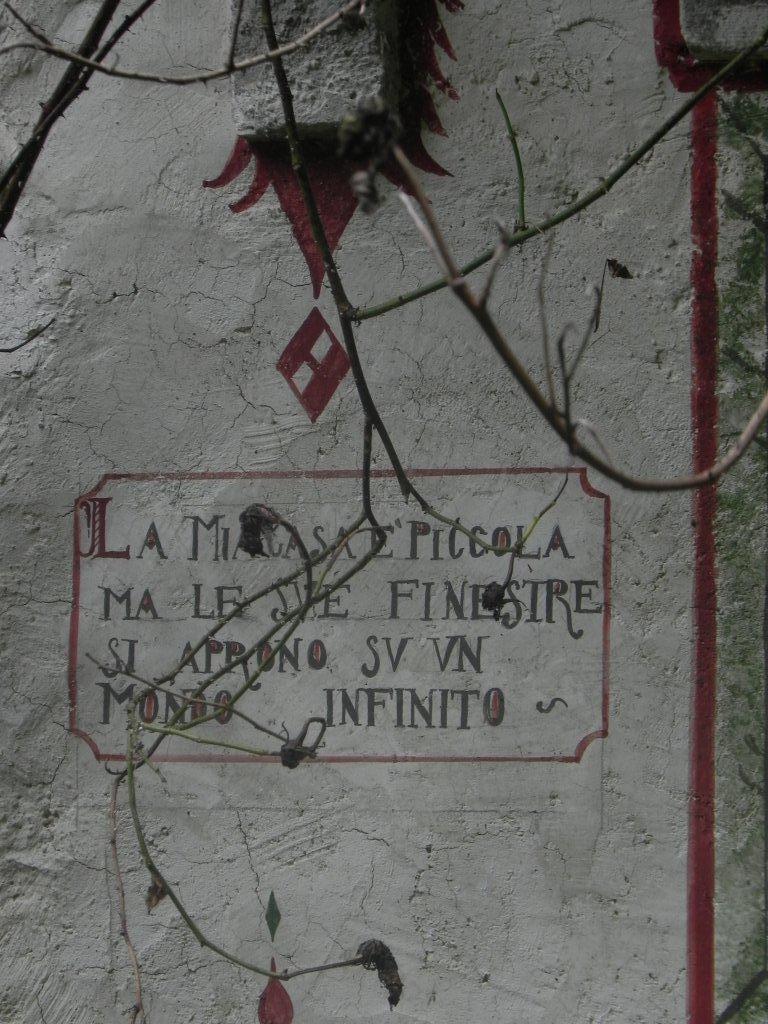 LA MIA CASA E' PICCOLA
MA LE SVE FINESTRE
SI APRONO SV VN
MONDO INFINITO ~